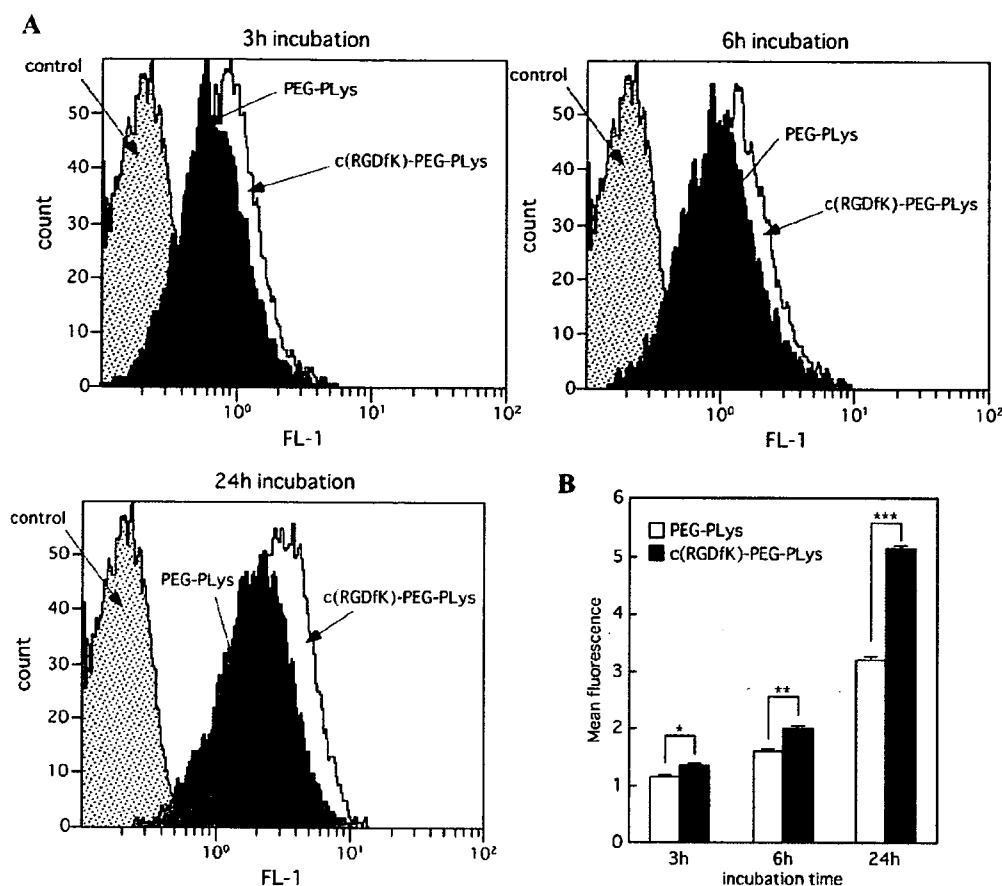 A
3h incubation
control
PEG-PLys
c(RGDfK)-PEG-PLys
count
50
40
30
20
10
0
10⁰
10¹
10²
FL-1
6h incubation
control
PEG-PLys
c(RGDfK)-PEG-PLys
count
50
40
30
20
10
0
10⁰
10¹
10²
FL-1
24h incubation
control
PEG-PLys
c(RGDfK)-PEG-PLys
count
50
40
30
20
10
0
10⁰
10¹
10²
FL-1
B
PEG-PLys
c(RGDfK)-PEG-PLys
Mean fluorescence
6
5
4
3
2
1
0
*
**
***
3h
6h
24h
incubation time